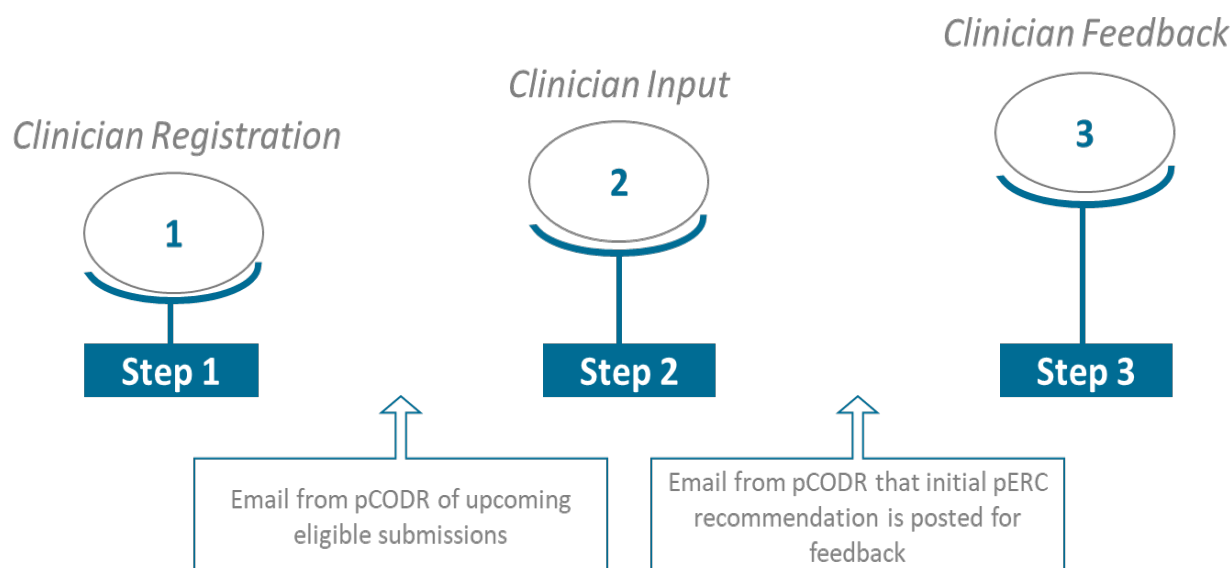 Clinician Registration
1
Step 1
Clinician Input
2
Step 2
Clinician Feedback
3
Step 3
Email from pCODR of upcoming
eligible submissions
Email from pCODR that initial pERC
recommendation is posted for
feedback